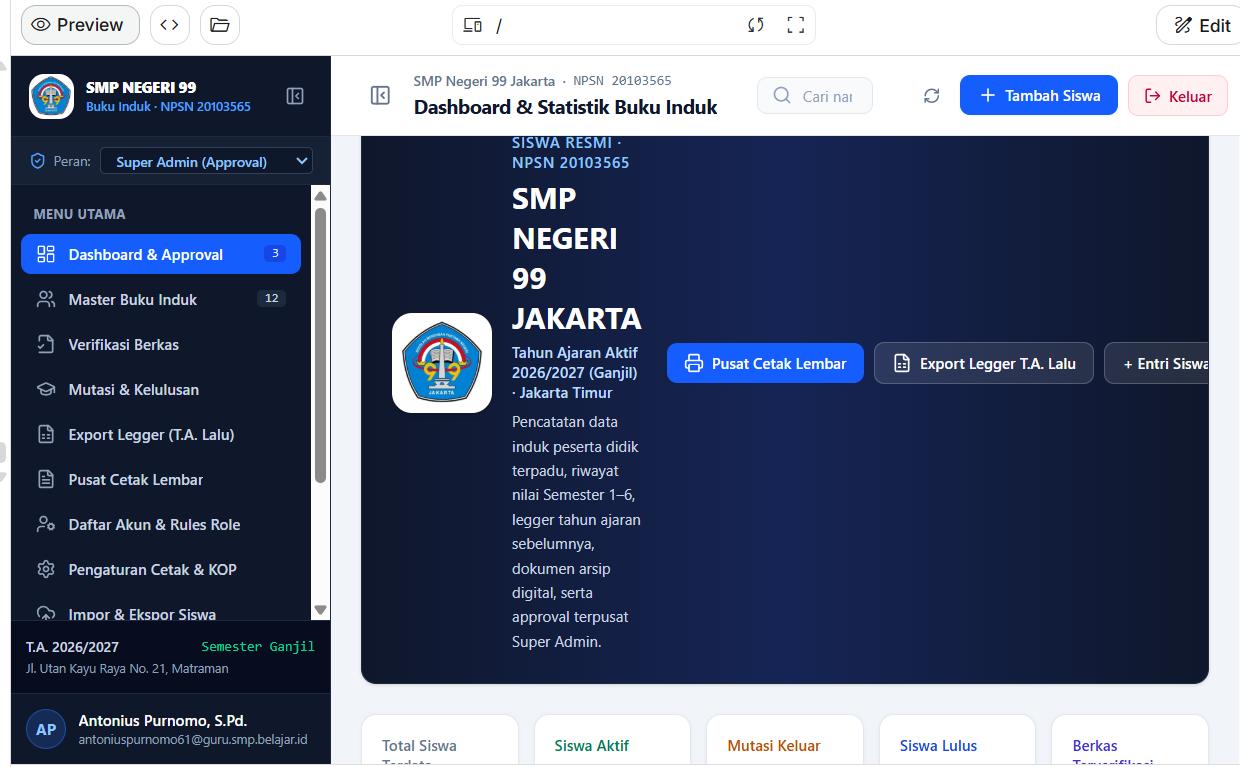 Preview
/
Edit
SMP NEGERI 99
Buku Induk · NPSN 20103565
Peran:
Super Admin (Approval)
MENU UTAMA
Dashboard & Approval
3
Master Buku Induk
12
Verifikasi Berkas
Mutasi & Kelulusan
Export Legger (T.A. Lalu)
Pusat Cetak Lembar
Daftar Akun & Rules Role
Pengaturan Cetak & KOP
Impor & Ekspor Siswa
T.A. 2026/2027
Semester Ganjil
Jl. Utan Kayu Raya No. 21, Matraman
AP
Antonius Purnomo, S.Pd.
antoniuspurnomo61@guru.smp.belajar.id
SMP Negeri 99 Jakarta · NPSN 20103565
Dashboard & Statistik Buku Induk
Cari nar
Tambah Siswa
Keluar
SISWA RESMI ·
NPSN 20103565
SMP
NEGERI
99
JAKARTA
Tahun Ajaran Aktif
2026/2027 (Ganjil)
· Jakarta Timur
Pencatatan data
induk peserta didik
terpadu, riwayat
nilai Semester 1–6,
legger tahun ajaran
sebelumnya,
dokumen arsip
digital, serta
approval terpusat
Super Admin.
99
JAKARTA
Pusat Cetak Lembar
Export Legger T.A. Lalu
+ Entri Siswa
Total Siswa
Terdata
Siswa Aktif
Mutasi Keluar
Siswa Lulus
Berkas
Terverifikasi